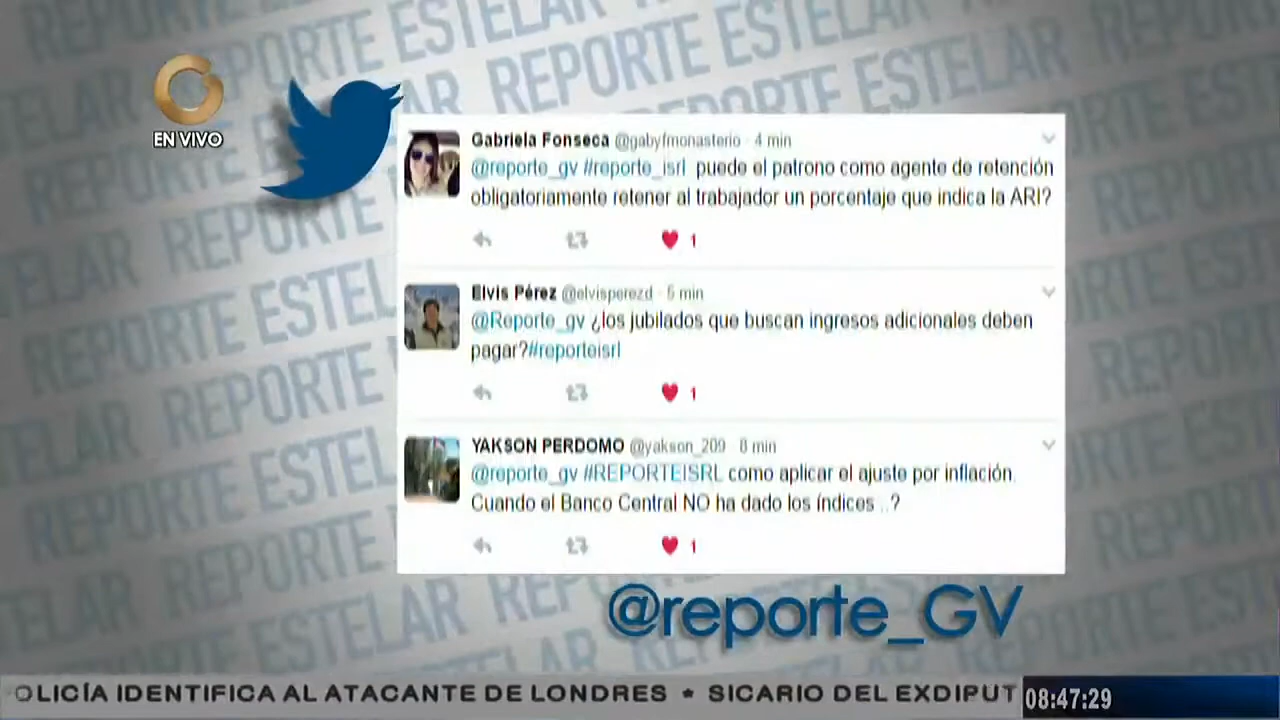 REPORTE ESTELAR
EN VIVO
Gabriela Fonseca @gabyfmonasterio · 4 min
@reporte_gv #reporte_isrl puede el patrono como agente de retención
obligatoriamente retener al trabajador un porcentaje que indica la ARI?
1
Elvis Pérez @elvisperezd · 5 min
@Reporte_gv ¿los jubilados que buscan ingresos adicionales deben
pagar?#reporteisrl
1
YAKSON PERDOMO @yakson_209 · 8 min
@reporte_gv #REPORTEISRL como aplicar el ajuste por inflación.
Cuando el Banco Central NO ha dado los índices ..?
1
@reporte_GV
OLICÍA IDENTIFICA AL ATACANTE DE LONDRES * SICARIO DEL EXDIPUT
08:47:29